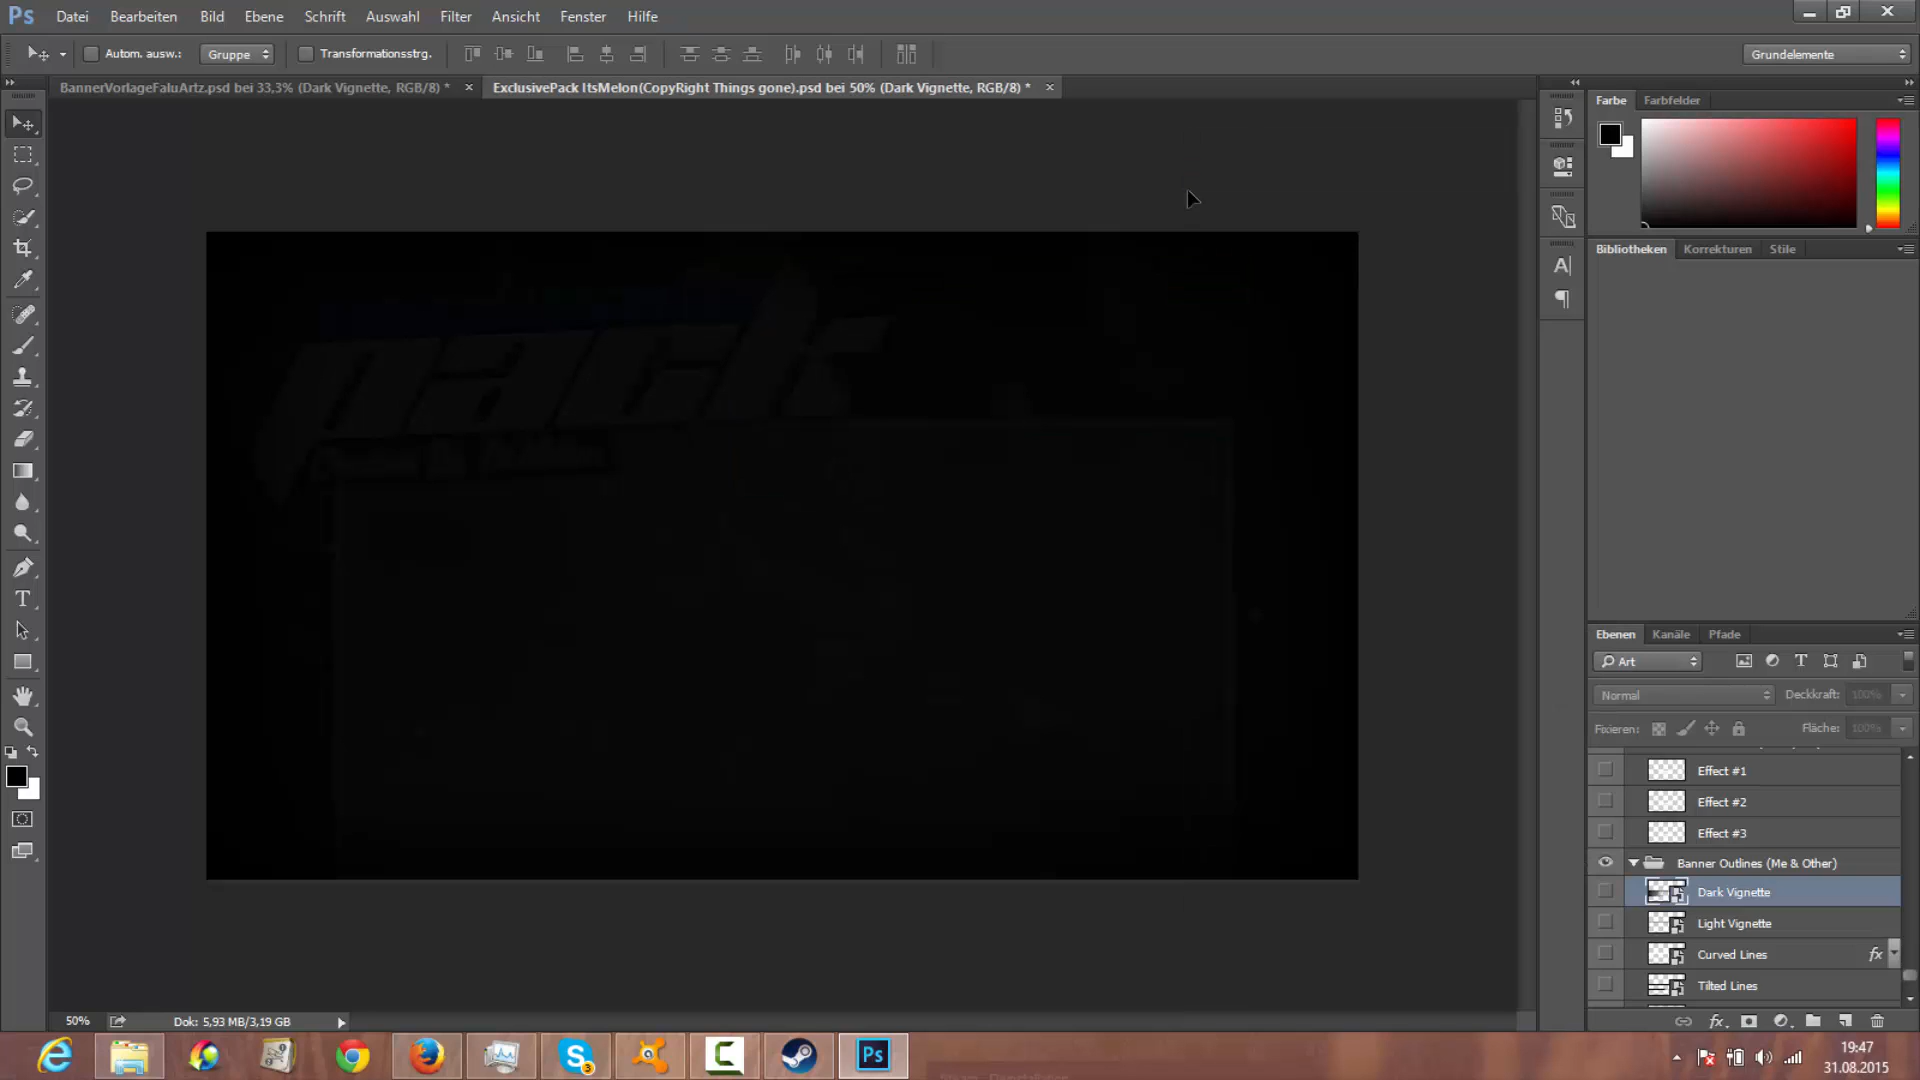 Ps Datei Bearbeiten Bild Ebene Schrift Auswahl Filter Ansicht Fenster Hilfe
Autom. ausw.: Gruppe Transformationsstrg. Grundelemente
BannerVorlageFaluArtz.psd bei 33,3% (Dark Vignette, RGB/8) * ExclusivePack ItsMelon(CopyRight Things gone).psd bei 50% (Dark Vignette, RGB/8) *
Farbe Farbfelder
Bibliotheken Korrekturen Stile
pack
Ebenen Kanäle Pfade
Art
Normal Deckkraft: 100%
Fixieren: Fläche: 100%
Effect #1
Effect #2
Effect #3
Banner Outlines (Me & Other)
Dark Vignette
Light Vignette
Curved Lines fx
Tilted Lines
50% Dok: 5,93 MB/3,19 GB
19:47
31.08.2015